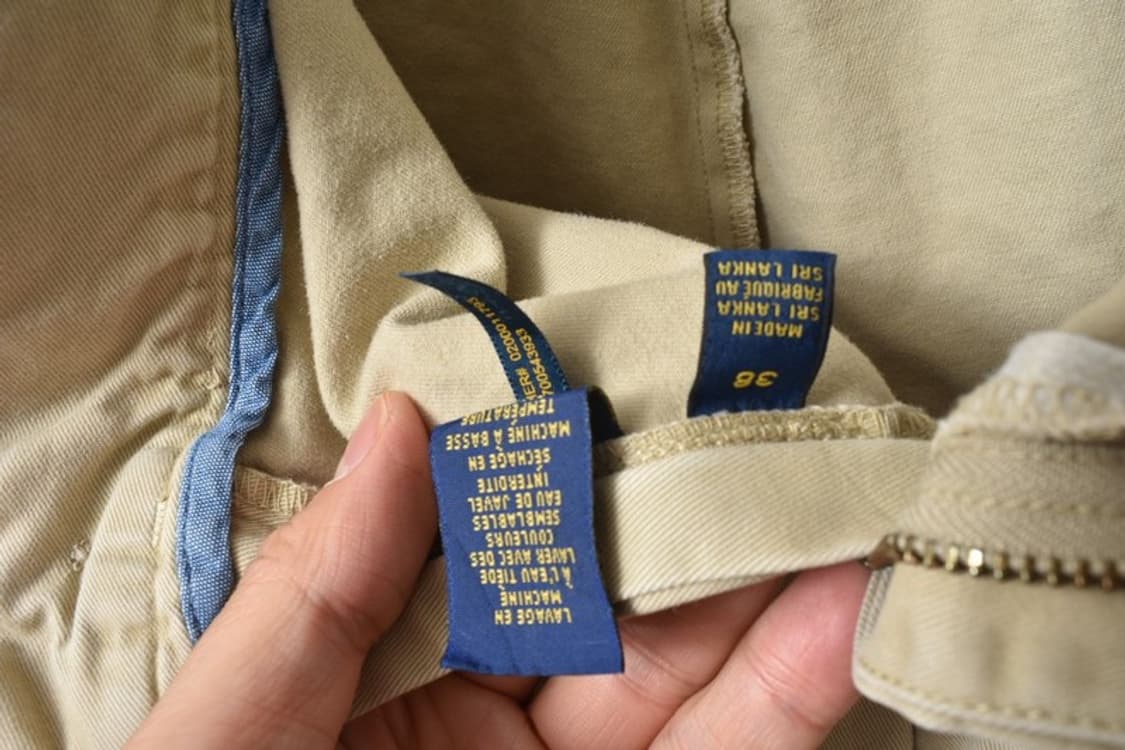 LAVAGE EN
MACHINE
À L'EAU TIÈDE
LAVER AVEC DES
COULEURS
SEMBLABLES
EAU DE JAVEL
INTERDITE
SÉCHAGE EN
MACHINE À BASSE
TEMPÉRATURE
38
MADE IN
SRI LANKA
FABRIQUÉ AU
SRI LANKA
700543933